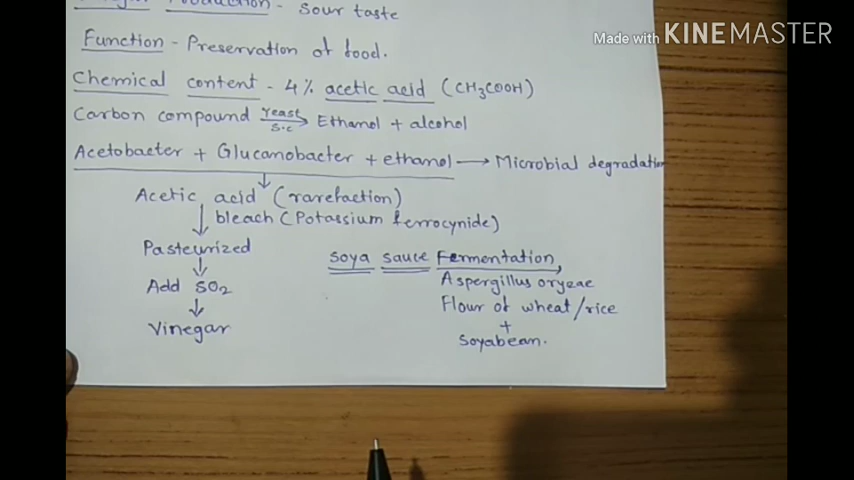 Production - Sour taste
Made with KINEMASTER
Function - Preservation of food.
Chemical content - 4% acetic acid (CH3COOH)
Carbon compound yeast S.C → Ethanol + alcohol
Acetobacter + Glucanobacter + ethanol → Microbial degradation
↓
Acetic acid (rarefaction)
↓ bleach (Potassium ferrocynide)
Pasteurized
↓
Add SO2
↓
Vinegar
Soya sauce Fermentation,
Aspergillus oryzae
Flour of wheat/rice
+
Soyabean.